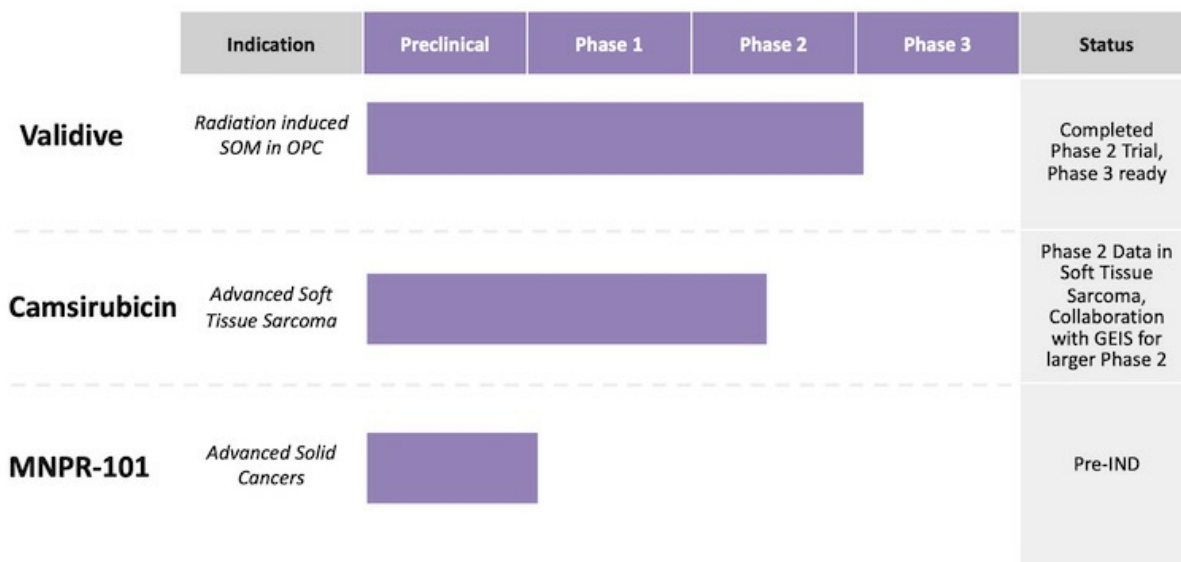 Indication Preclinical Phase 1 Phase 2 Phase 3 Status
Validive
Radiation induced
SOM in OPC
Completed
Phase 2 Trial,
Phase 3 ready
Camsirubicin
Advanced Soft
Tissue Sarcoma
Phase 2 Data in
Soft Tissue
Sarcoma,
Collaboration
with GEIS for
larger Phase 2
MNPR-101
Advanced Solid
Cancers
Pre-IND